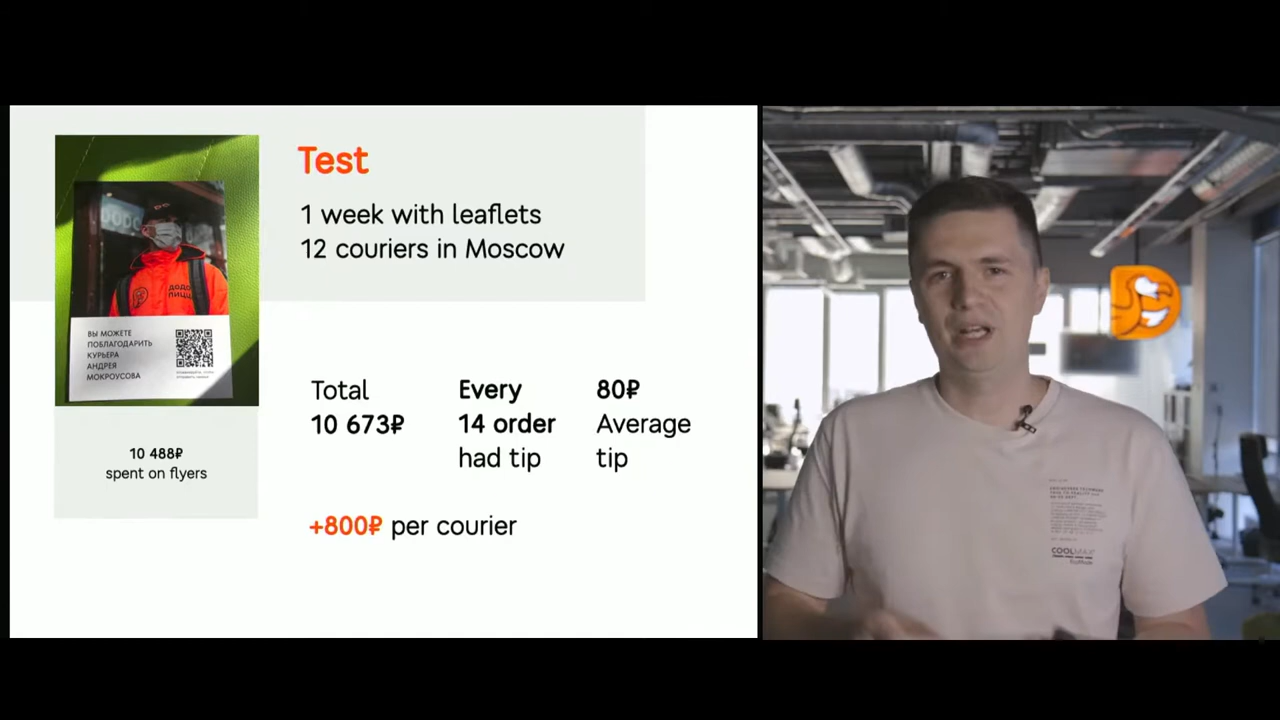 Test
1 week with leaflets
12 couriers in Moscow
ДОДО
ПИЦЦА
ВЫ МОЖЕТЕ
ПОБЛАГОДАРИТЬ
КУРЬЕРА
АНДРЕЯ
МОКРОУСОВА
10 488₽
spent on flyers
Total
10 673₽
Every
14 order
had tip
80₽
Average
tip
+800₽ per courier
COOLMAX